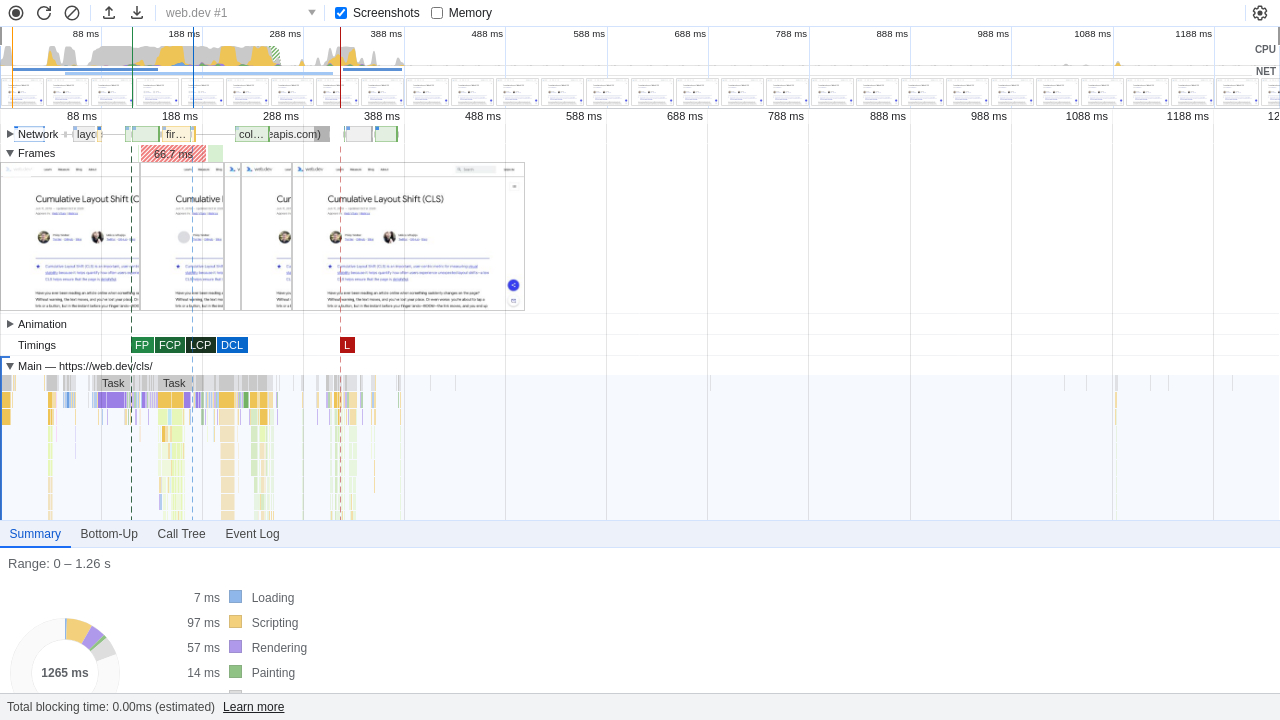 web.dev #1 Screenshots Memory
88 ms 188 ms 288 ms 388 ms 488 ms 588 ms 688 ms 788 ms 888 ms 988 ms 1088 ms 1188 ms
CPU
NET
88 ms 188 ms 288 ms 388 ms 488 ms 588 ms 688 ms 788 ms 888 ms 988 ms 1088 ms 1188 ms 12
Network layo fir… col… eapis.com)
Frames 66.7 ms
Cumulative Layout Shift (C Cumulative Cur Cumulative Layout Shift (CLS)
Animation
Timings FP FCP LCP DCL L
Main — https://web.dev/cls/
Task Task
Summary Bottom-Up Call Tree Event Log
Range: 0 – 1.26 s
7 ms Loading
97 ms Scripting
57 ms Rendering
14 ms Painting
1265 ms
Total blocking time: 0.00ms (estimated) Learn more